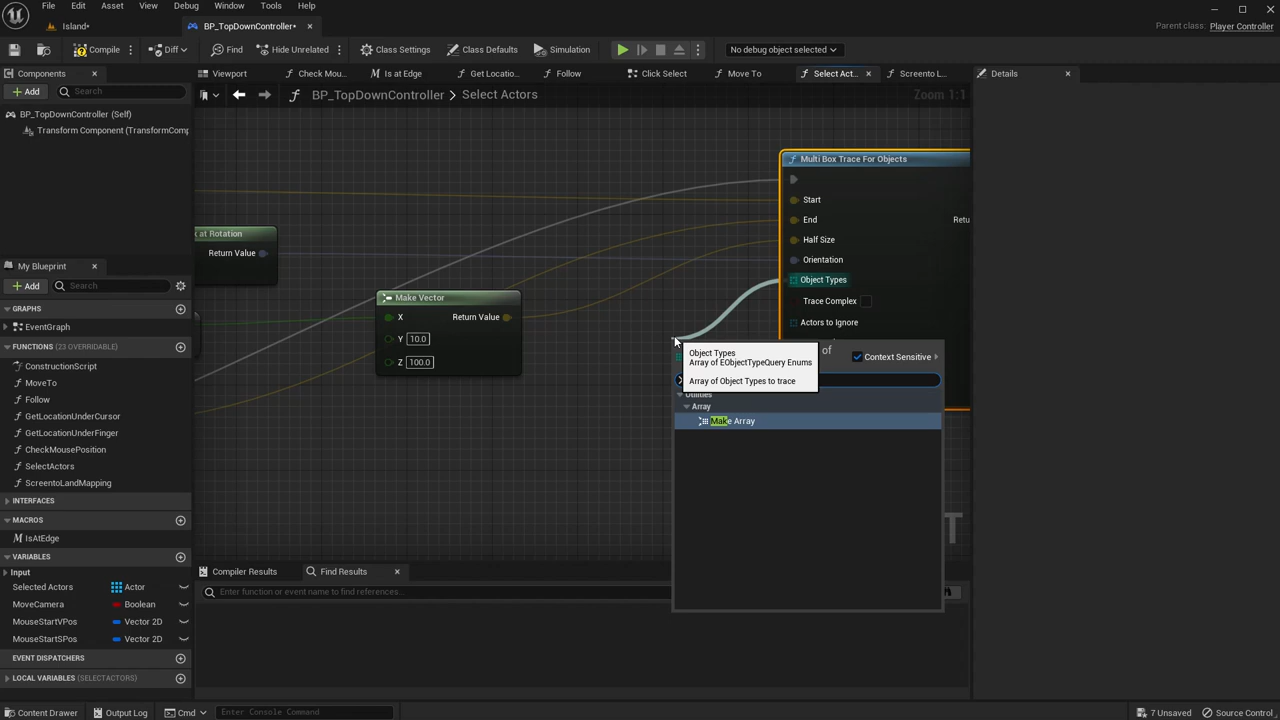 File Edit Asset View Debug Window Tools Help
Island•
BP_TopDownController•
Parent class: Player Controller
Compile
Diff
Find
Hide Unrelated
Class Settings
Class Defaults
Simulation
No debug object selected
Components
Viewport
Check Mou...
Is at Edge
Get Locatio...
Follow
Click Select
Move To
Select Act...
Screento L...
Details
Add
Search
BP_TopDownController > Select Actors
Zoom 1:1
BP_TopDownController (Self)
Transform Component (TransformComp
Multi Box Trace For Objects
Start
End
Half Size
Orientation
Object Types
Trace Complex
Actors to Ignore
at Rotation
Return Value
Make Vector
X
Return Value
Y 10.0
Z 100.0
Object Types
Array of EObjectTypeQuery Enums
Array of Object Types to trace
of
Context Sensitive
Utilities
Array
Make Array
My Blueprint
Add
Search
GRAPHS
EventGraph
FUNCTIONS (23 OVERRIDABLE)
ConstructionScript
MoveTo
Follow
GetLocationUnderCursor
GetLocationUnderFinger
CheckMousePosition
SelectActors
ScreentoLandMapping
INTERFACES
MACROS
IsAtEdge
VARIABLES
Input
Selected Actors Actor
MoveCamera Boolean
MouseStartVPos Vector 2D
MouseStartSPos Vector 2D
EVENT DISPATCHERS
LOCAL VARIABLES (SELECTACTORS)
Compiler Results
Find Results
Enter function or event name to find references...
Content Drawer
Output Log
Cmd
Enter Console Command
7 Unsaved
Source Control